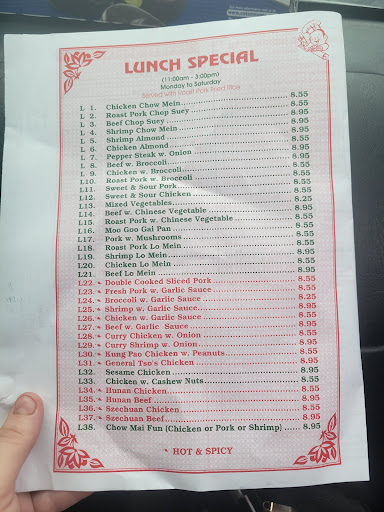 LUNCH SPECIAL
(11:00am - 3:00pm)
Monday to Saturday
Served with Roast Pork Fried Rice
L 1. Chicken Chow Mein 8.55
L 2. Roast Pork Chop Suey 8.55
L 3. Beef Chop Suey 8.95
L 4. Shrimp Chow Mein 8.95
L 5. Shrimp Almond 8.95
L 6. Chicken Almond 8.55
L 7. Pepper Steak w. Onion 8.95
L 8. Beef w. Broccoli 8.95
L 9. Chicken w. Broccoli 8.55
L10. Roast Pork w. Broccoli 8.55
L11. Sweet & Sour Pork 8.55
L12. Sweet & Sour Chicken 8.55
L13. Mixed Vegetables 8.25
L14. Beef w. Chinese Vegetable 8.95
L15. Roast Pork w. Chinese Vegetable 8.55
L16. Moo Goo Gai Pan 8.55
L17. Pork w. Mushrooms 8.55
L18. Roast Pork Lo Mein 8.55
L19. Shrimp Lo Mein 8.95
L20. Chicken Lo Mein 8.55
L21. Beef Lo Mein 8.95
L22. Double Cooked Sliced Pork 8.55
L23. Fresh Pork w. Garlic Sauce 8.55
L24. Broccoli w. Garlic Sauce 8.25
L25. Shrimp w. Garlic Sauce 8.95
L26. Chicken w. Garlic Sauce 8.55
L27. Beef w. Garlic Sauce 8.95
L28. Curry Chicken w. Onion 8.55
L29. Curry Shrimp w. Onion 8.95
L30. Kung Pao Chicken w. Peanuts 8.55
L31. General Tso's Chicken 8.95
L32. Sesame Chicken 8.95
L33. Chicken w. Cashew Nuts 8.55
L34. Hunan Chicken 8.55
L35. Hunan Beef 8.95
L36. Szechuan Chicken 8.55
L37. Szechuan Beef 8.95
L38. Chow Mai Fun (Chicken or Pork or Shrimp) 8.95
HOT & SPICY